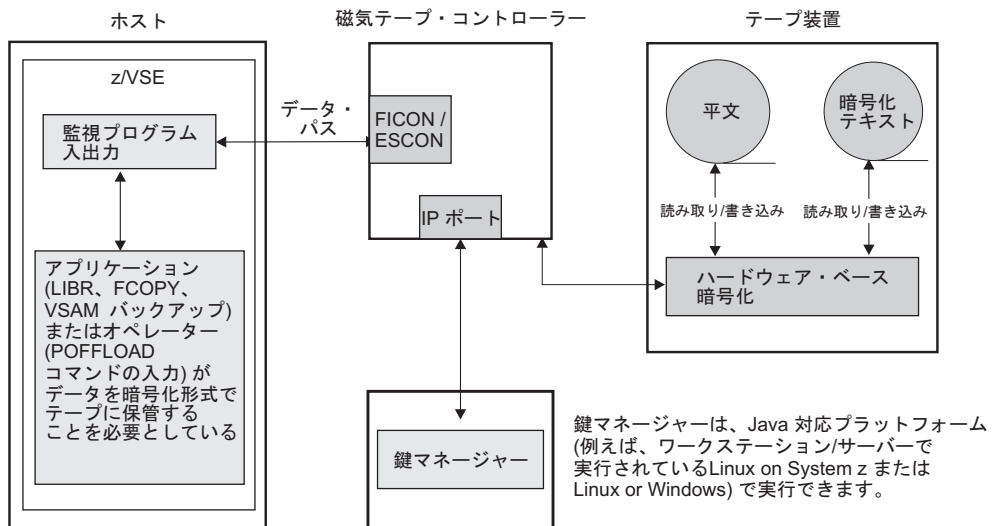 ホスト
磁気テープ・コントローラー
テープ装置
z/VSE
監視プログラム
入出力
データ・
パス
FICON /
ESCON
IP ポート
平文
暗号化
テキスト
読み取り/書き込み
読み取り/書き込み
ハードウェア・ベース
暗号化
アプリケーション
(LIBR、FCOPY、
VSAM バックアップ)
またはオペレーター
(POFFLOAD
コマンドの入力) が
データを暗号化形式で
テープに保管する
ことを必要としている
鍵マネージャー
鍵マネージャーは、Java 対応プラットフォーム
(例えば、ワークステーション/サーバーで
実行されているLinux on System z または
Linux or Windows) で実行できます。